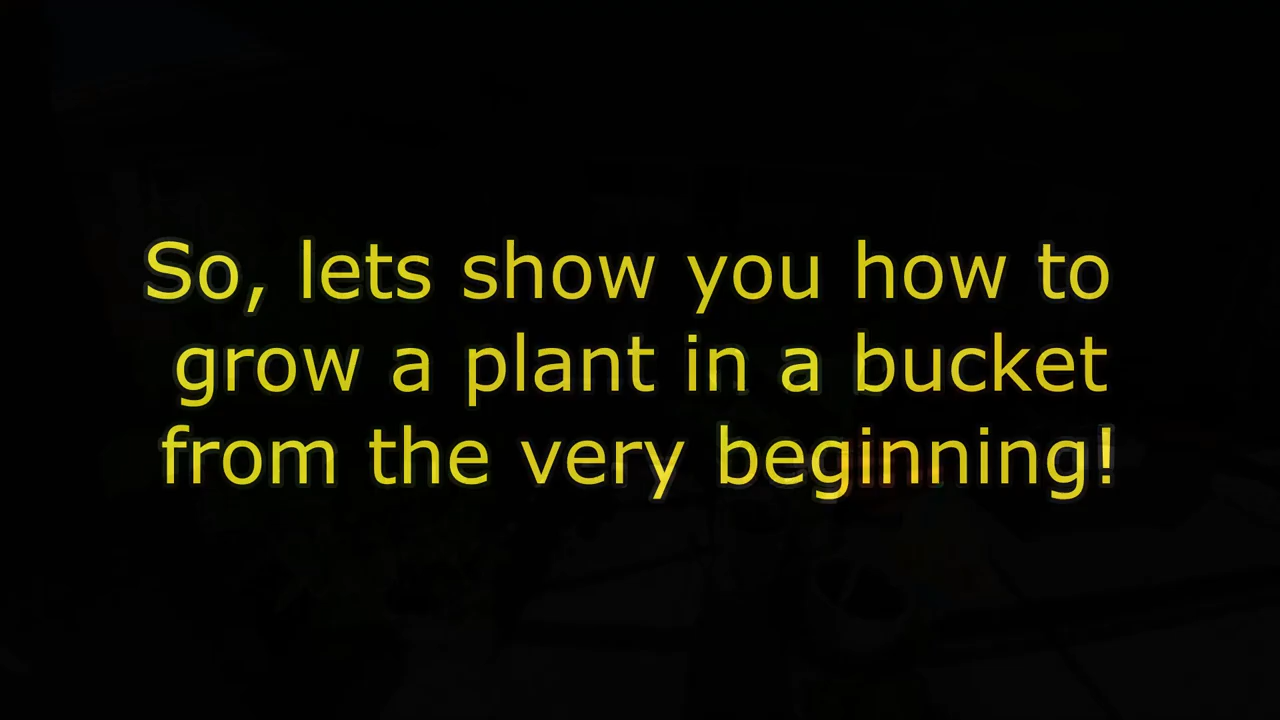 So, lets show you how to
grow a plant in a bucket
from the very beginning!